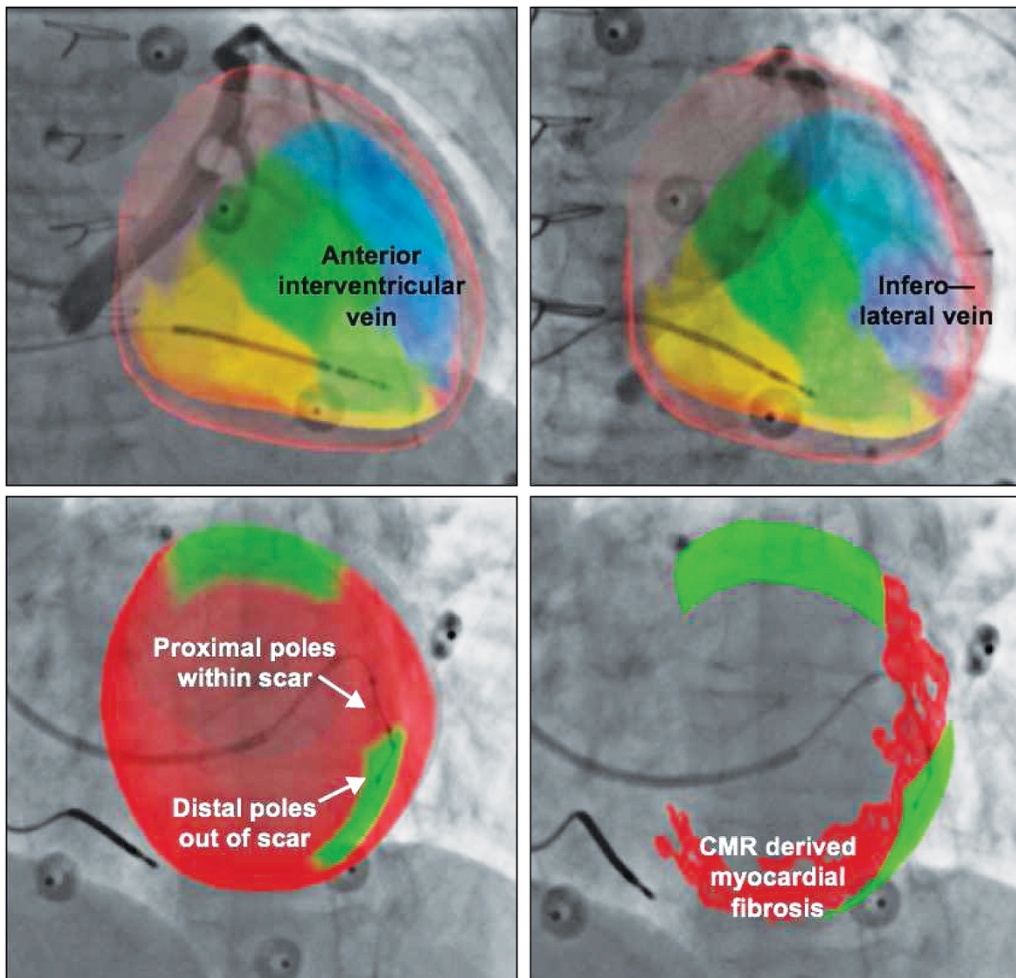 Anterior
interventricular
vein
Infero—
lateral vein
Proximal poles
within scar
Distal poles
out of scar
CMR derived
myocardial
fibrosis